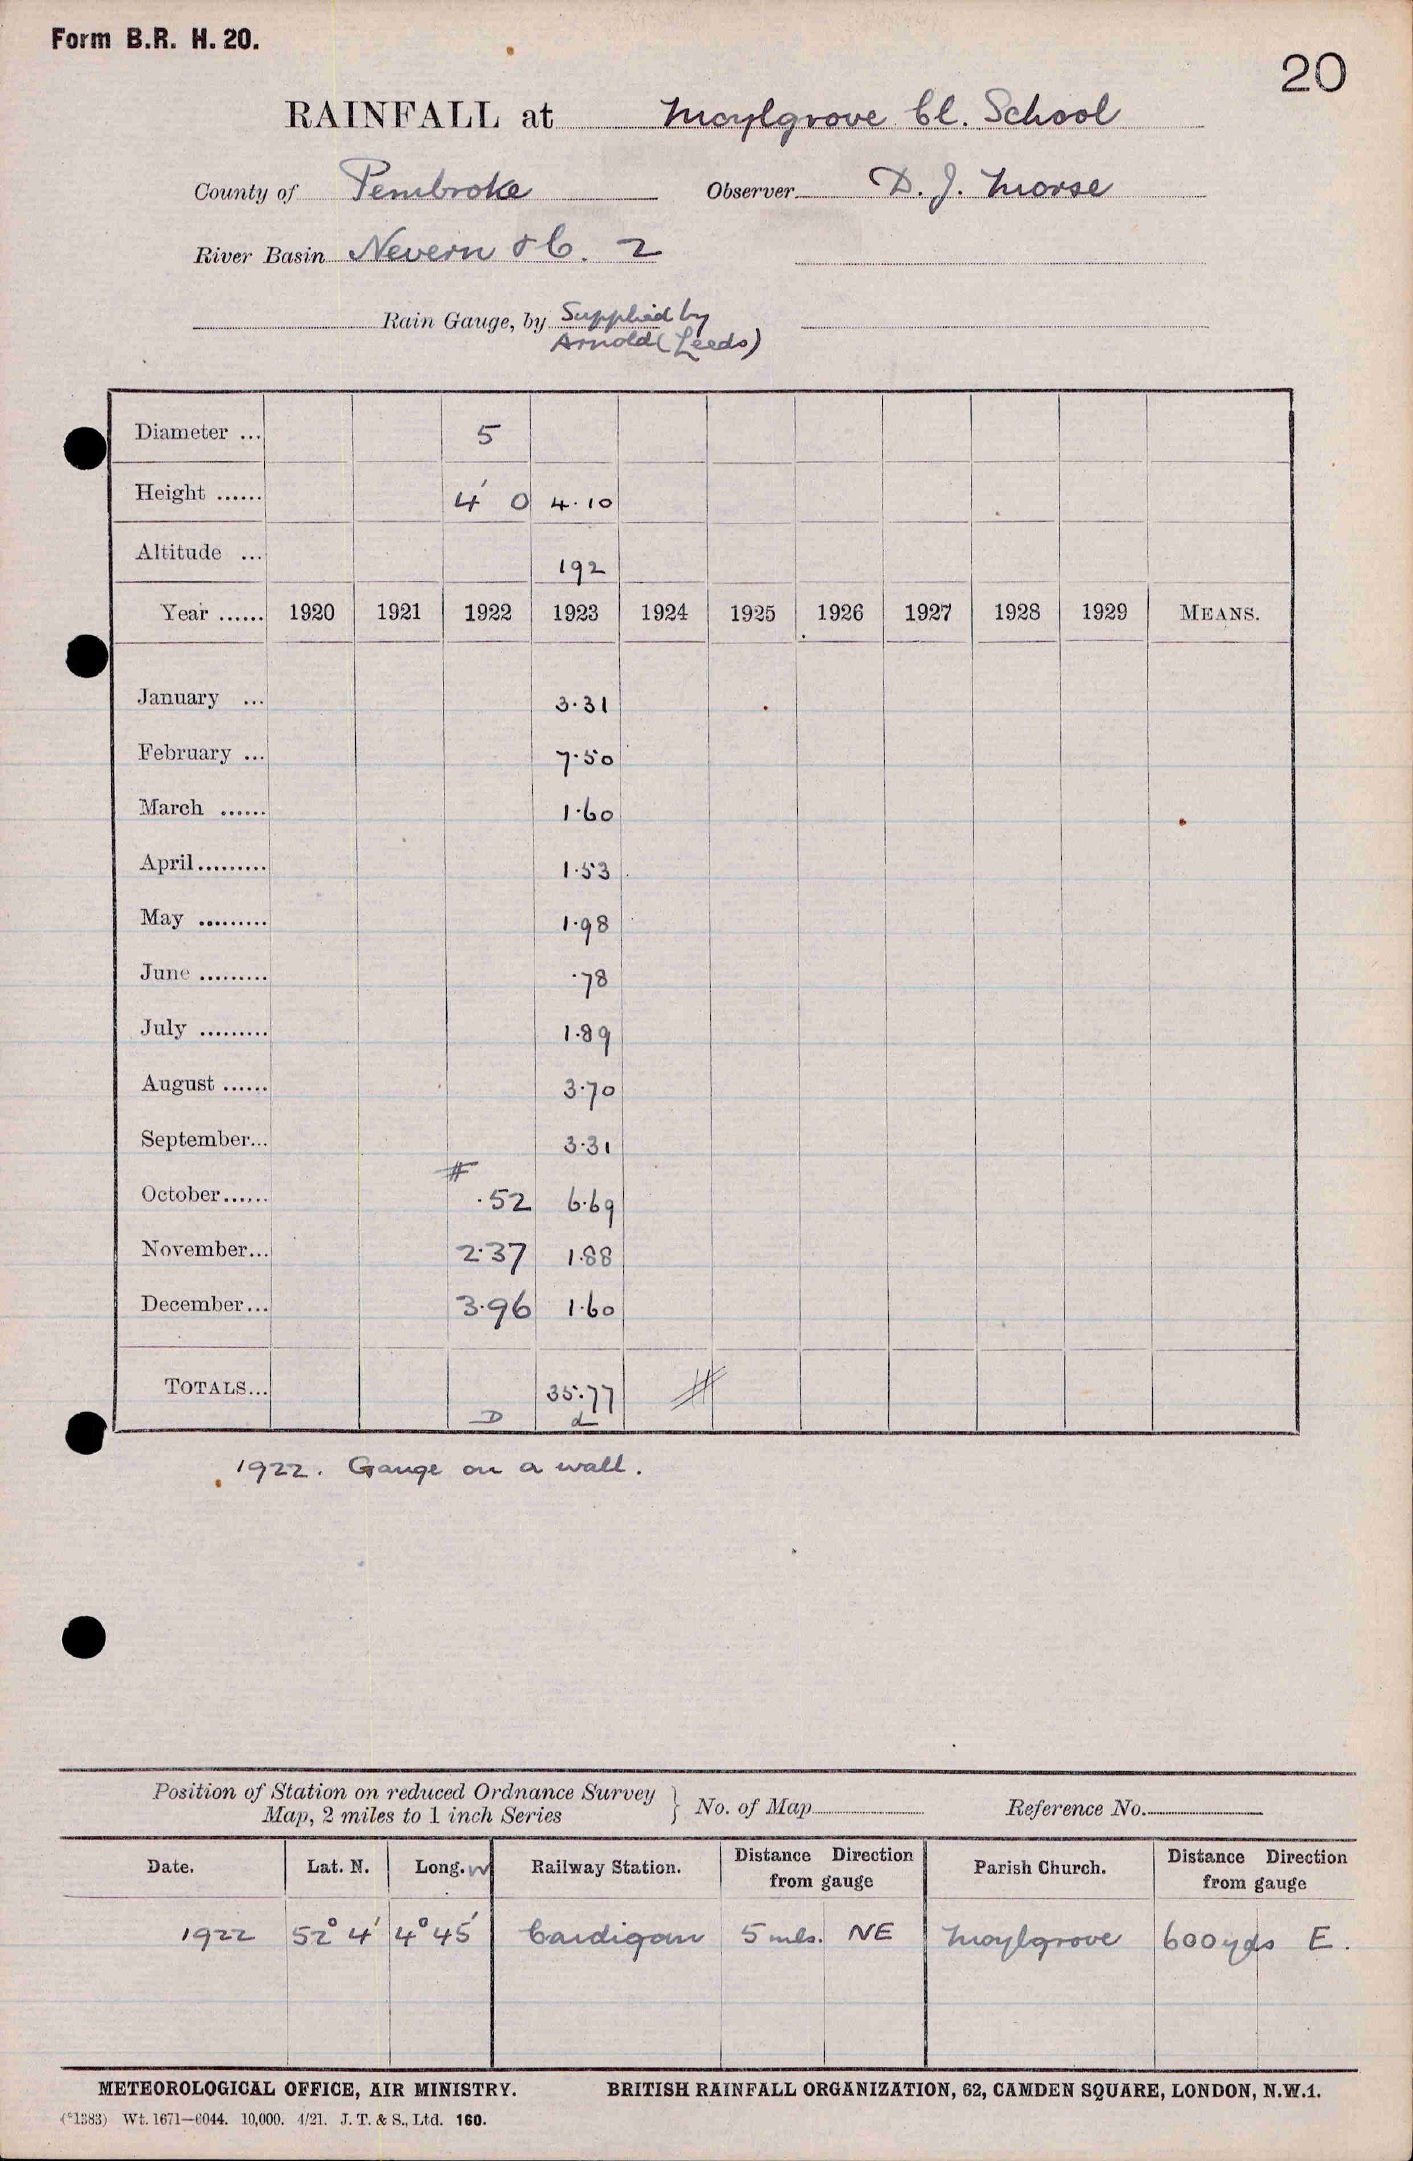 Form B.R. H. 20.
20
RAINFALL at Moylgrove Cl. School
County of Pembroke Observer D. J. Morse
River Basin Nevern & C. 2
Rain Gauge, by Supplied by
Arnold (Leeds)
Diameter ... 5
Height ...... 4' 0 4.10
Altitude ... 192
Year ...... 1920 1921 1922 1923 1924 1925 1926 1927 1928 1929 MEANS.
January ... 3.31
February ... 7.50
March ...... 1.60
April ......... 1.53
May ......... 1.98
June ......... .78
July ......... 1.89
August ...... 3.70
September... 3.31
#
October...... .52 6.69
November... 2.37 1.88
December... 3.96 1.60
TOTALS... 35.77 #
D d
1922. Gauge on a wall.
Position of Station on reduced Ordnance Survey
Map, 2 miles to 1 inch Series } No. of Map Reference No.
Date. Lat. N. Long. W Railway Station. Distance Direction from gauge Parish Church. Distance Direction from gauge
1922 52° 4' 4° 45' Cardigan 5 mls. NE Moylgrove 600 yds E.
METEOROLOGICAL OFFICE, AIR MINISTRY. BRITISH RAINFALL ORGANIZATION, 62, CAMDEN SQUARE, LONDON, N.W.1.
(*1383) Wt. 1671—6044. 10,000. 4/21. J. T. & S., Ltd. 160.